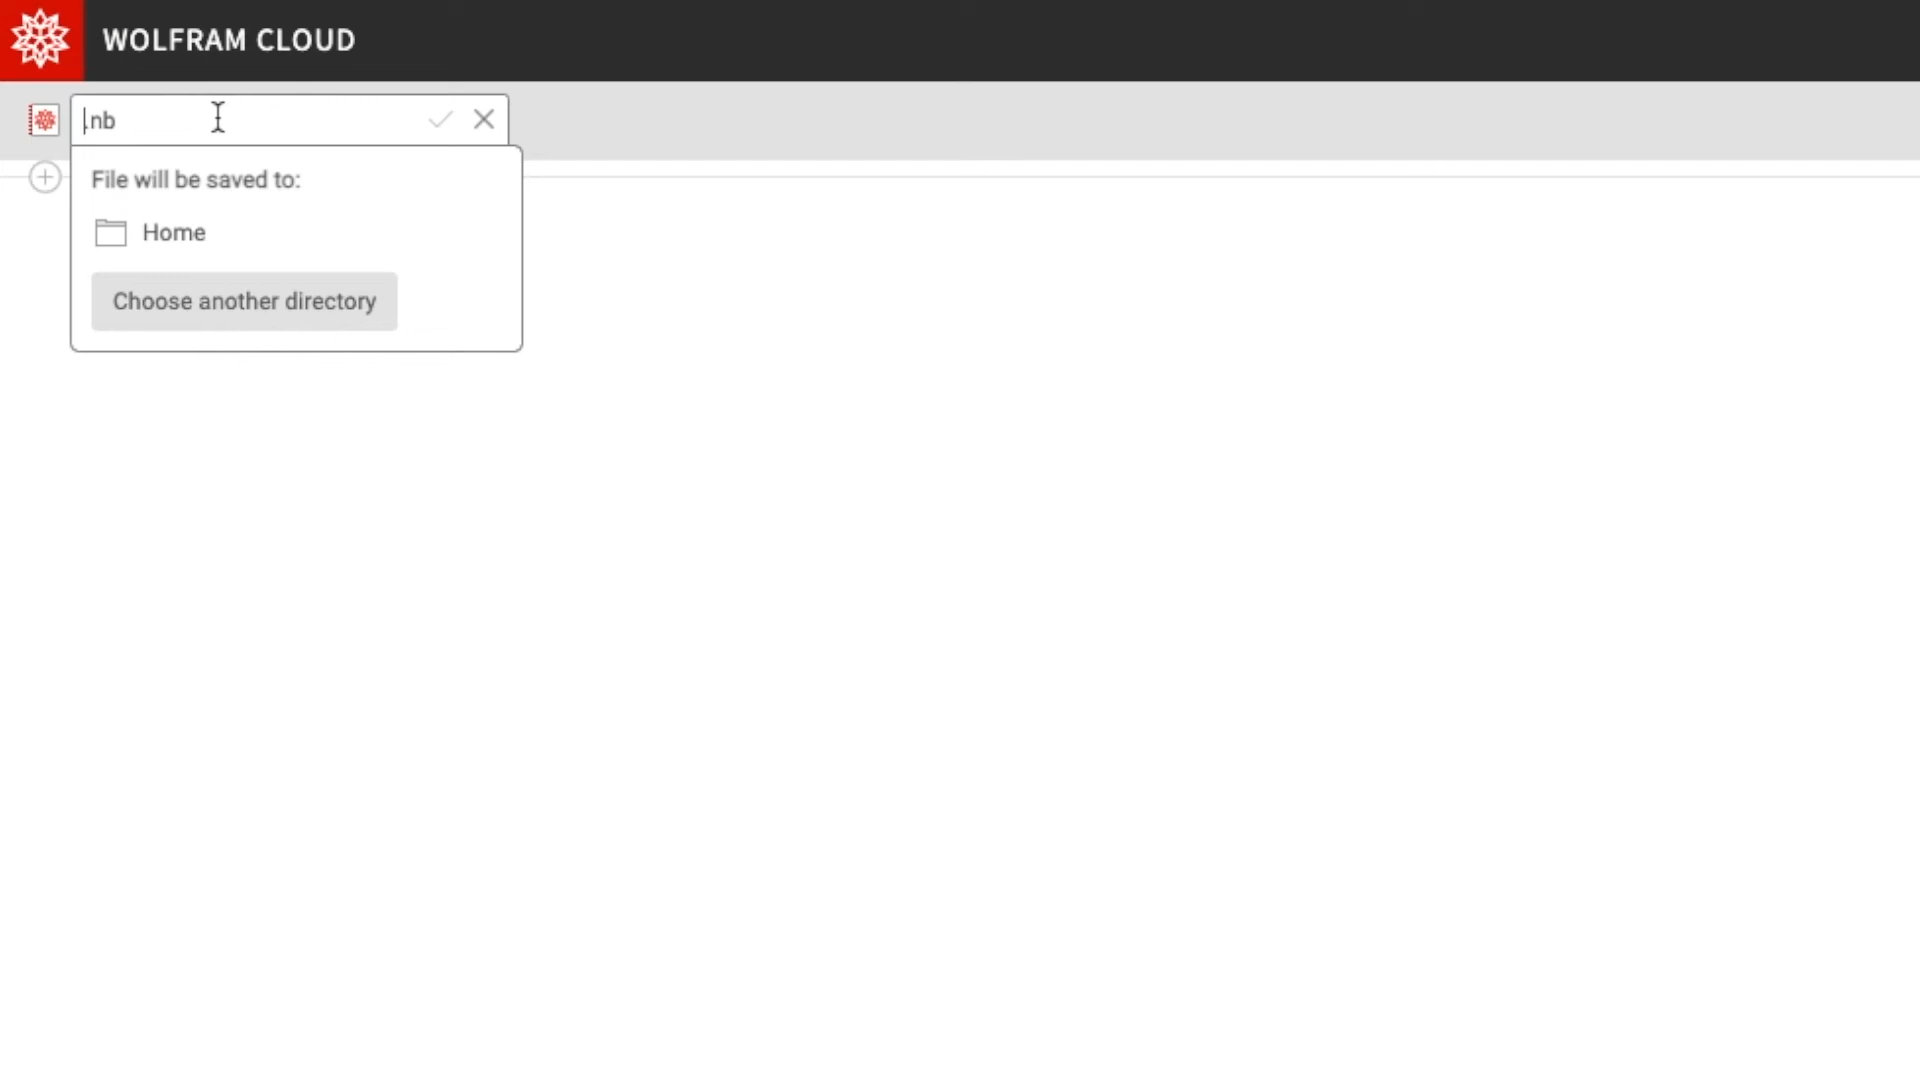 WOLFRAM CLOUD
.nb
File will be saved to:
Home
Choose another directory